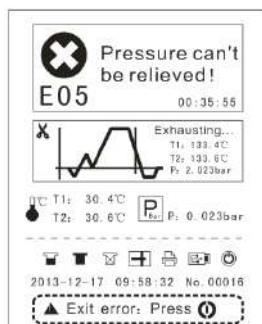 Pressure can't
be relieved!
E05
00:35:55
Exhausting...
T1: 133.4℃
T2: 133.6℃
P: 2.023bar
℃ T1: 30.4℃
T2: 30.6℃
P Bar P: 0.023bar
2013-12-17 09:58:32 No.00016
Exit error: Press